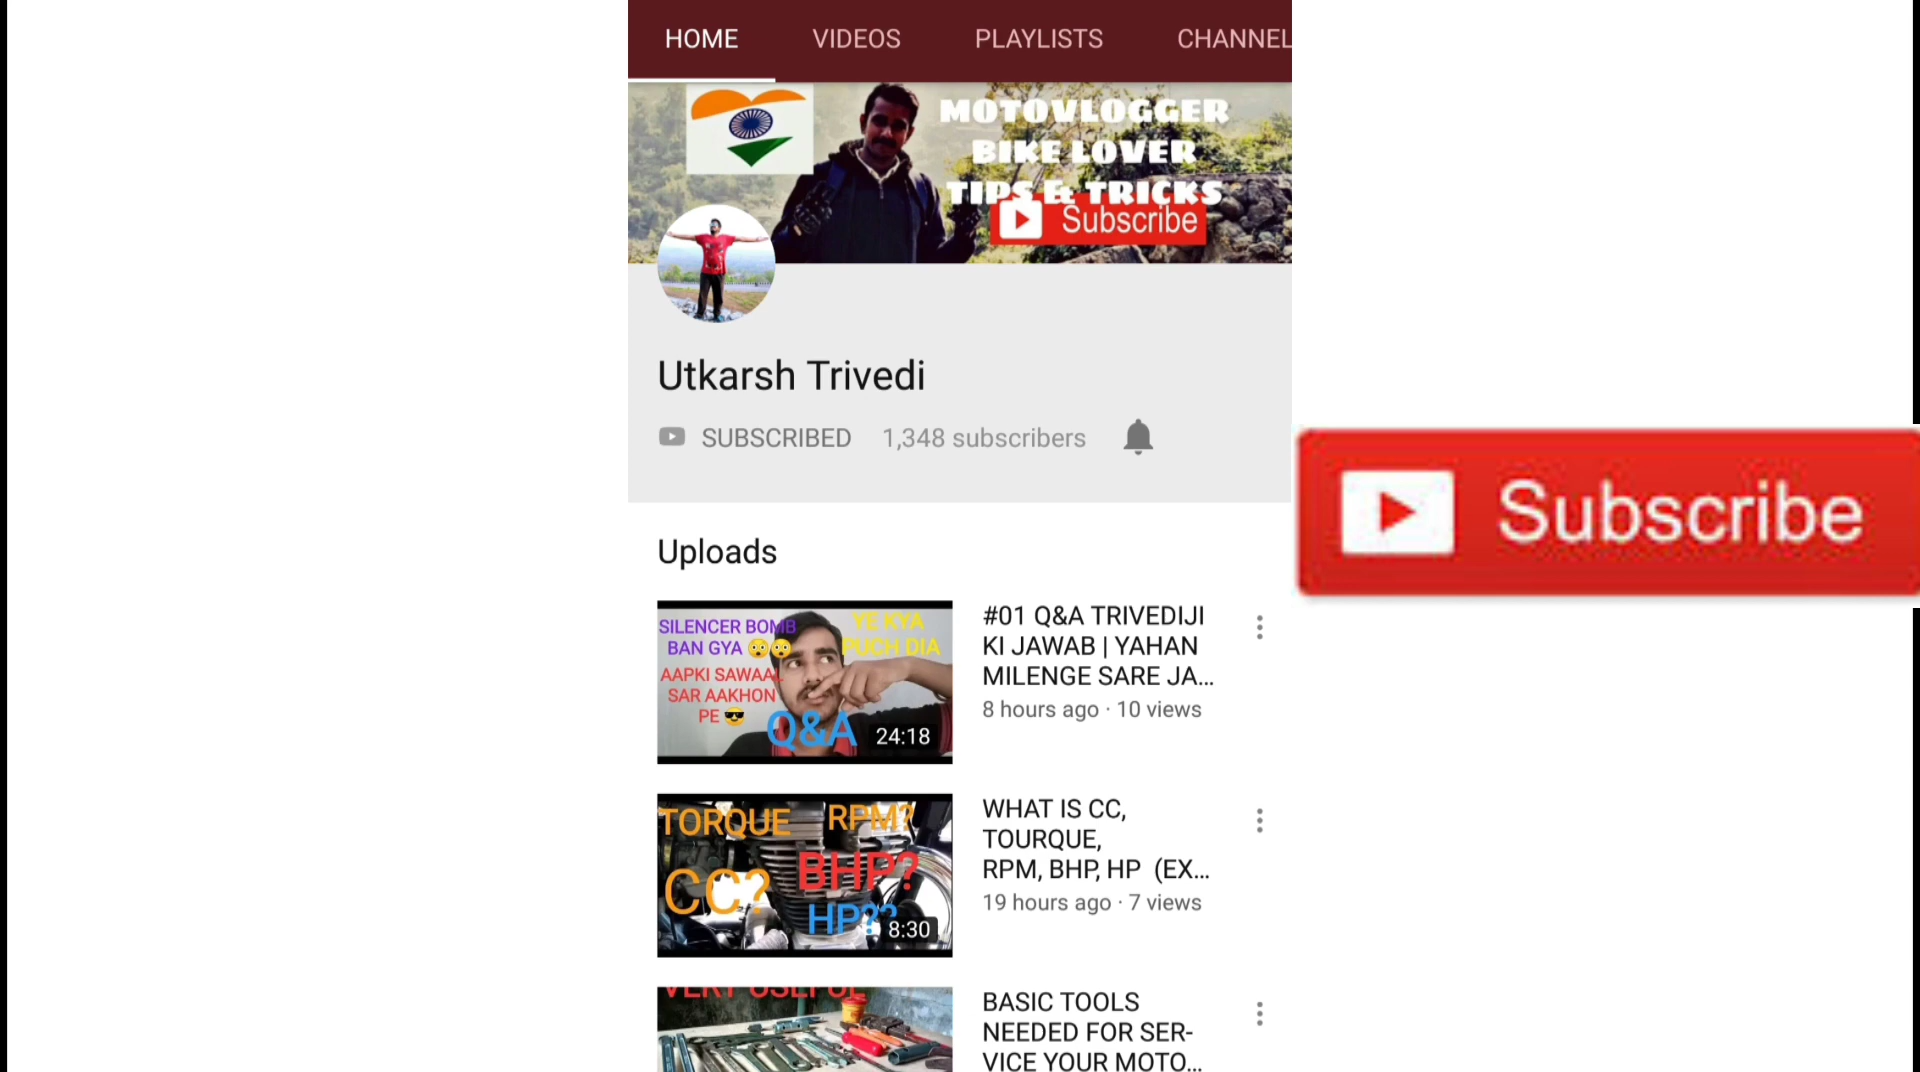 HOME VIDEOS PLAYLISTS CHANNEL
MOTOVLOGGER
BIKE LOVER
TIPS & TRICKS
Subscribe
Utkarsh Trivedi
SUBSCRIBED 1,348 subscribers
Subscribe
Uploads
SILENCER BOMB
BAN GYA 😳😳
YE KYA
PUCH DIA
AAPKI SAWAAL
SAR AAKHON
PE 😎
Q&A
24:18
#01 Q&A TRIVEDIJI
KI JAWAB | YAHAN
MILENGE SARE JA...
8 hours ago · 10 views
TORQUE RPM?
BHP?
CC?
HP??
8:30
WHAT IS CC,
TOURQUE,
RPM, BHP, HP (EX...
19 hours ago · 7 views
VERY USEFUL
BASIC TOOLS
NEEDED FOR SER-
VICE YOUR MOTO...